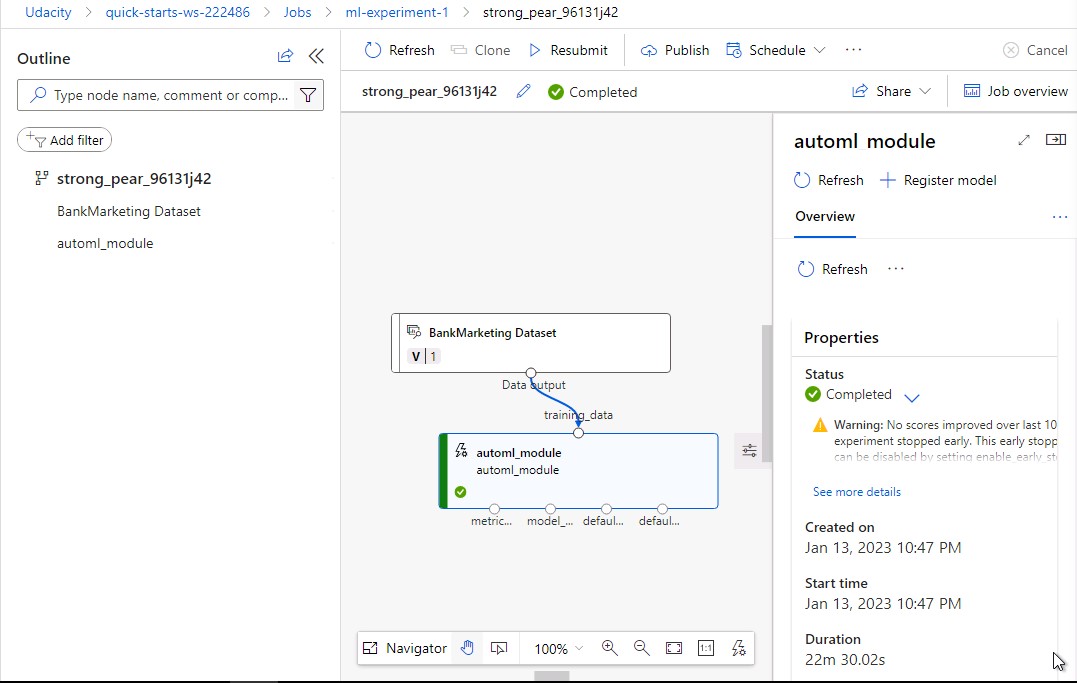 Udacity > quick-starts-ws-222486 > Jobs > ml-experiment-1 > strong_pear_96131j42
Outline
Type node name, comment or comp...
Add filter
strong_pear_96131j42
BankMarketing Dataset
automl_module
Refresh Clone Resubmit Publish Schedule ... Cancel
strong_pear_96131j42 Completed Share Job overview
BankMarketing Dataset
V | 1
Data output
training_data
automl_module
automl_module
metric... model_... defaul... defaul...
Navigator 100% 1:1
automl_module
Refresh Register model
Overview ...
Refresh ...
Properties
Status
Completed
Warning: No scores improved over last 10
experiment stopped early. This early stopp
can be disabled by setting enable_early_st
See more details
Created on
Jan 13, 2023 10:47 PM
Start time
Jan 13, 2023 10:47 PM
Duration
22m 30.02s